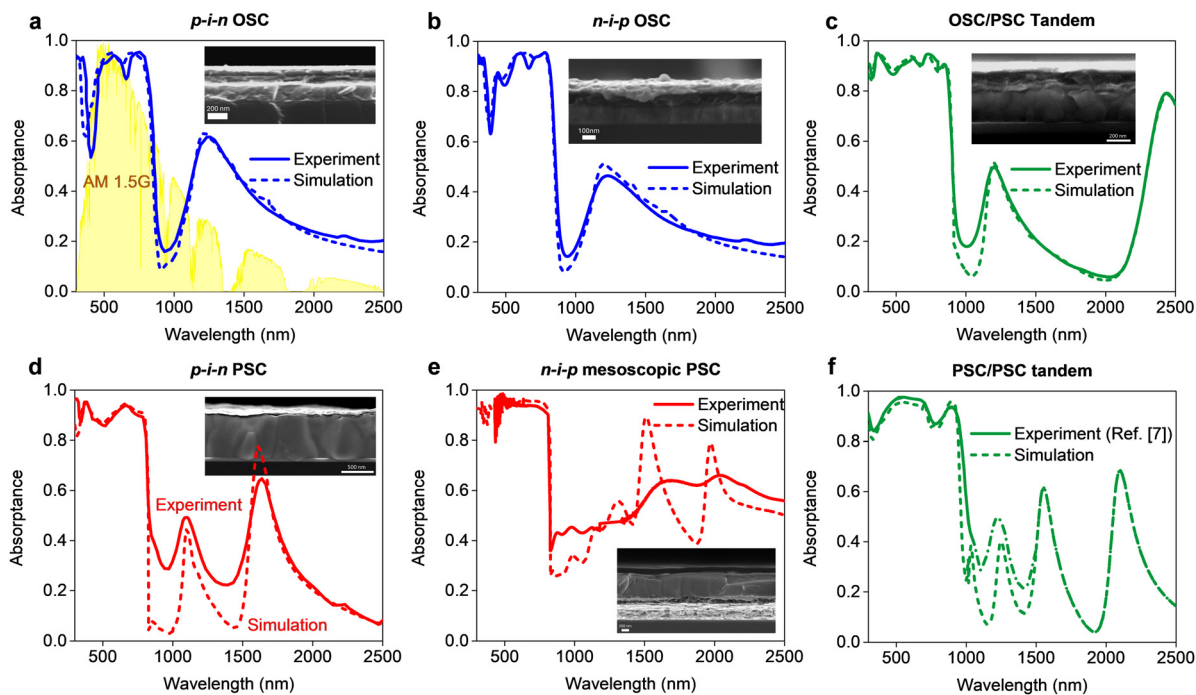 a
p-i-n OSC
1.0
0.8
0.6
0.4
0.2
0.0
Absorptance
200 nm
Experiment
Simulation
AM 1.5G
500
1000
1500
2000
2500
Wavelength (nm)
b
n-i-p OSC
1.0
0.8
0.6
0.4
0.2
0.0
Absorptance
100nm
Experiment
Simulation
500
1000
1500
2000
2500
Wavelength (nm)
c
OSC/PSC Tandem
1.0
0.8
0.6
0.4
0.2
0.0
Absorptance
200 nm
Experiment
Simulation
500
1000
1500
2000
2500
Wavelength (nm)
d
p-i-n PSC
1.0
0.8
0.6
0.4
0.2
0.0
Absorptance
500 nm
Experiment
Simulation
500
1000
1500
2000
2500
Wavelength (nm)
e
n-i-p mesoscopic PSC
1.0
0.8
0.6
0.4
0.2
0.0
Absorptance
Experiment
Simulation
500
1000
1500
2000
2500
Wavelength (nm)
f
PSC/PSC tandem
1.0
0.8
0.6
0.4
0.2
0.0
Absorptance
Experiment (Ref. [7])
Simulation
500
1000
1500
2000
2500
Wavelength (nm)